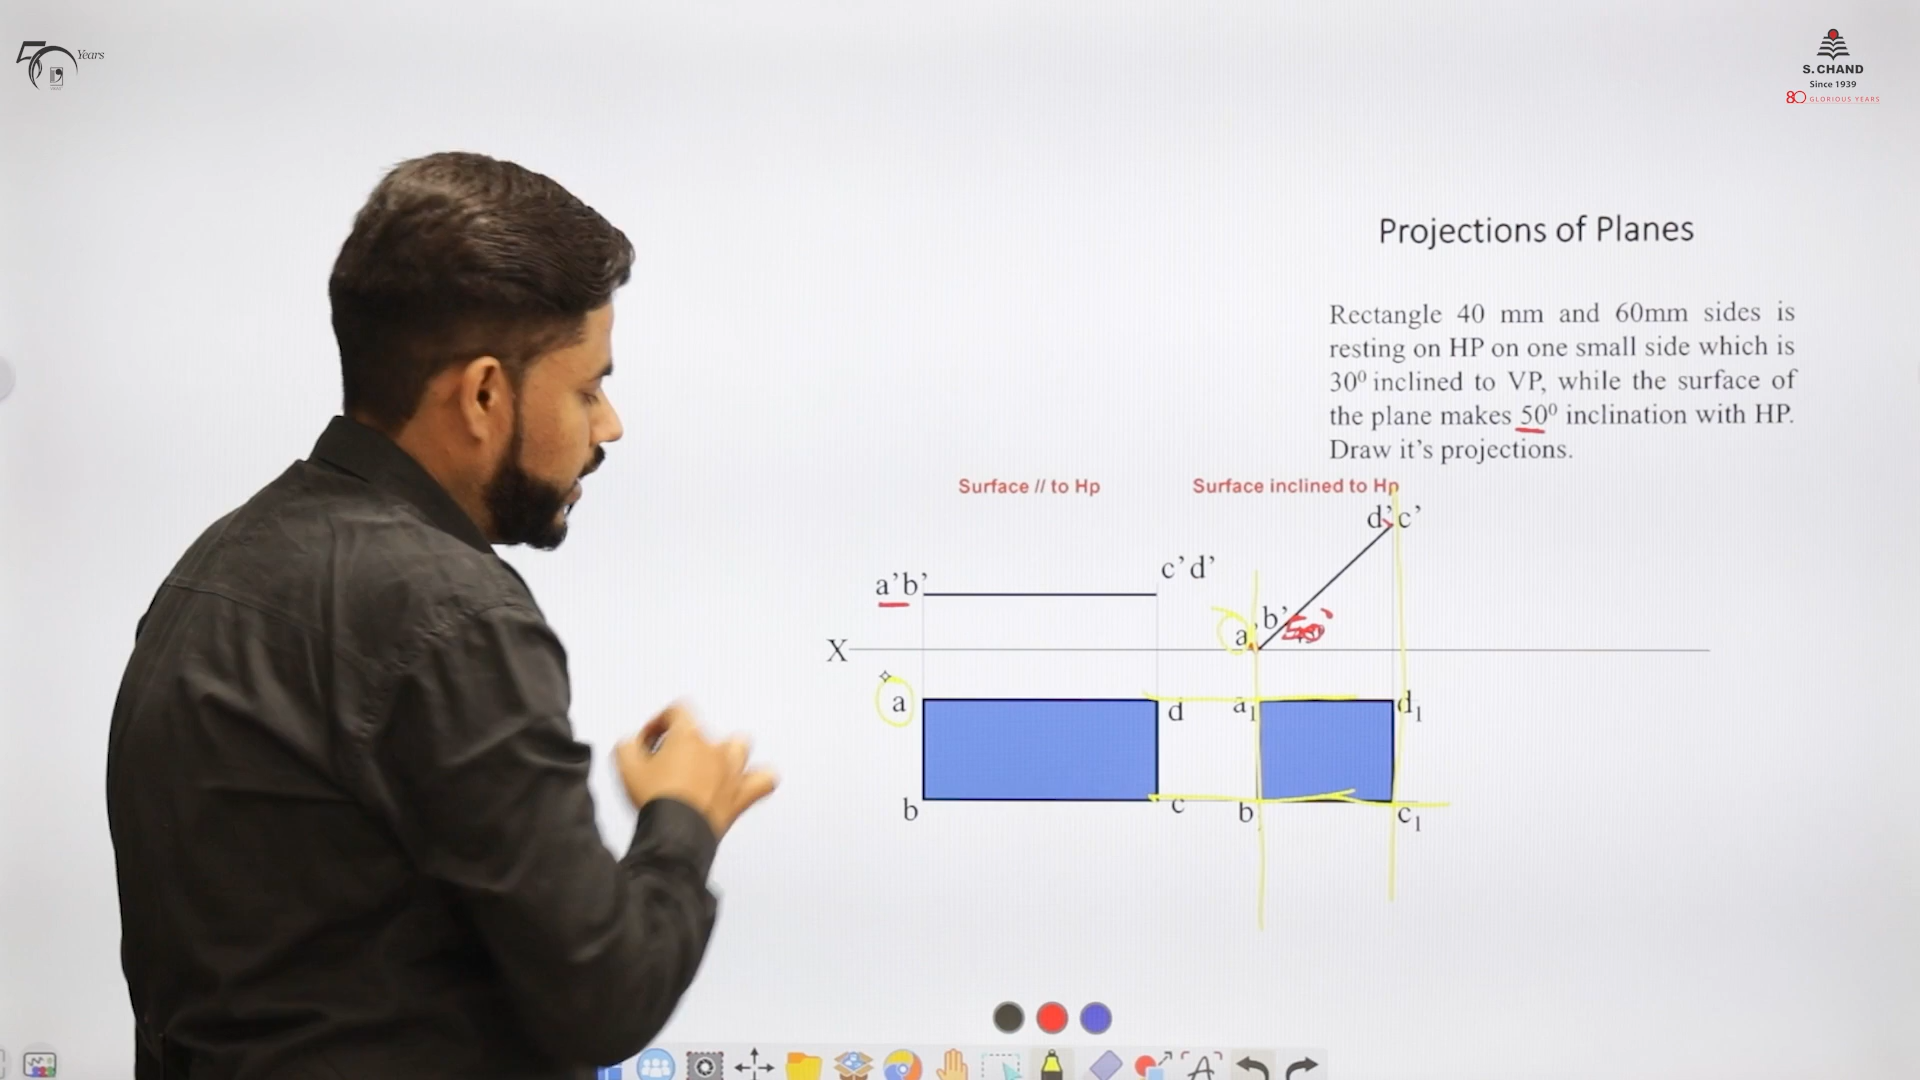 50 Years
S. CHAND
Since 1939
80 GLORIOUS YEARS
Projections of Planes
Rectangle 40 mm and 60mm sides is
resting on HP on one small side which is
30⁰ inclined to VP, while the surface of
the plane makes 50⁰ inclination with HP.
Draw it’s projections.
Surface // to Hp
Surface inclined to Hp
d’ c’
c’d’
a’b’
b’
a’
X
a
d
a₁
d₁
b
c
b
c₁